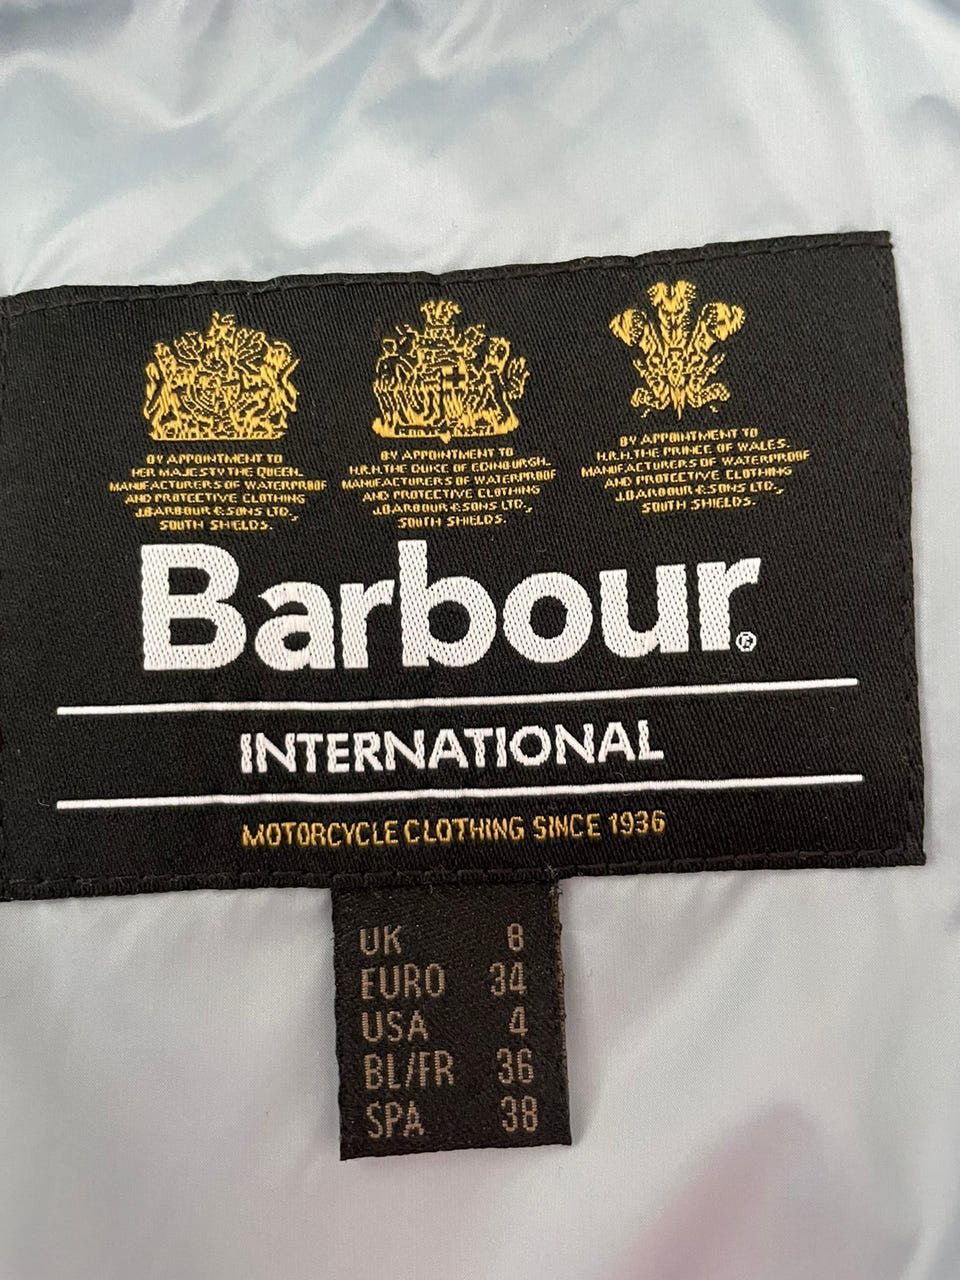 BY APPOINTMENT TO
HER MAJESTY THE QUEEN.
MANUFACTURERS OF WATERPROOF
AND PROTECTIVE CLOTHING
J.BARBOUR & SONS LTD.,
SOUTH SHIELDS.
BY APPOINTMENT TO
H.R.H. THE DUKE OF EDINBURGH.
MANUFACTURERS OF WATERPROOF
AND PROTECTIVE CLOTHING
J.BARBOUR & SONS LTD.,
SOUTH SHIELDS.
BY APPOINTMENT TO
H.R.H. THE PRINCE OF WALES.
MANUFACTURERS OF WATERPROOF
AND PROTECTIVE CLOTHING
J.BARBOUR & SONS LTD.,
SOUTH SHIELDS.
Barbour®
INTERNATIONAL
MOTORCYCLE CLOTHING SINCE 1936
UK 8
EURO 34
USA 4
BL/FR 36
SPA 38